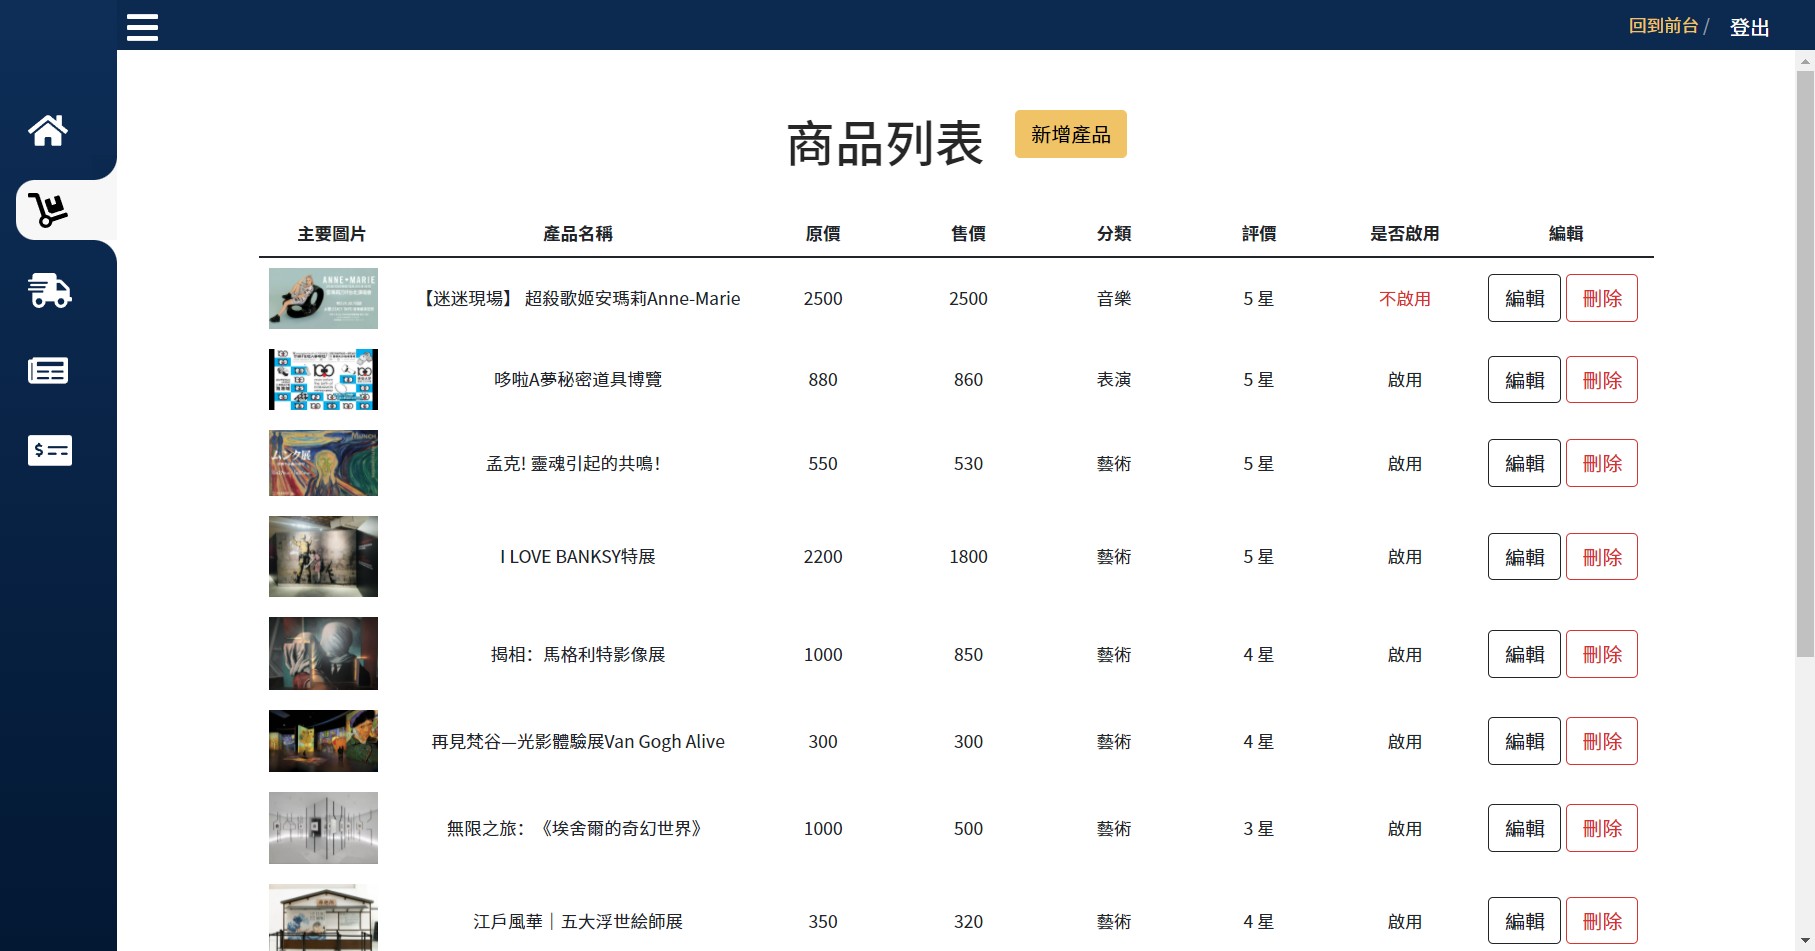 回到前台 / 登出
商品列表 新增產品
主要圖片 產品名稱 原價 售價 分類 評價 是否啟用 編輯
ANNE-MARIE
【迷迷現場】 超殺歌姬安瑪莉Anne-Marie 2500 2500 音樂 5 星 不啟用 編輯 刪除
哆啦A夢秘密道具博覽 880 860 表演 5 星 啟用 編輯 刪除
ムンク展
孟克! 靈魂引起的共鳴! 550 530 藝術 5 星 啟用 編輯 刪除
I LOVE BANKSY特展 2200 1800 藝術 5 星 啟用 編輯 刪除
揭相：馬格利特影像展 1000 850 藝術 4 星 啟用 編輯 刪除
再見梵谷—光影體驗展Van Gogh Alive 300 300 藝術 4 星 啟用 編輯 刪除
無限之旅：《埃舍爾的奇幻世界》 1000 500 藝術 3 星 啟用 編輯 刪除
江戶風華｜五大浮世絵師展 350 320 藝術 4 星 啟用 編輯 刪除